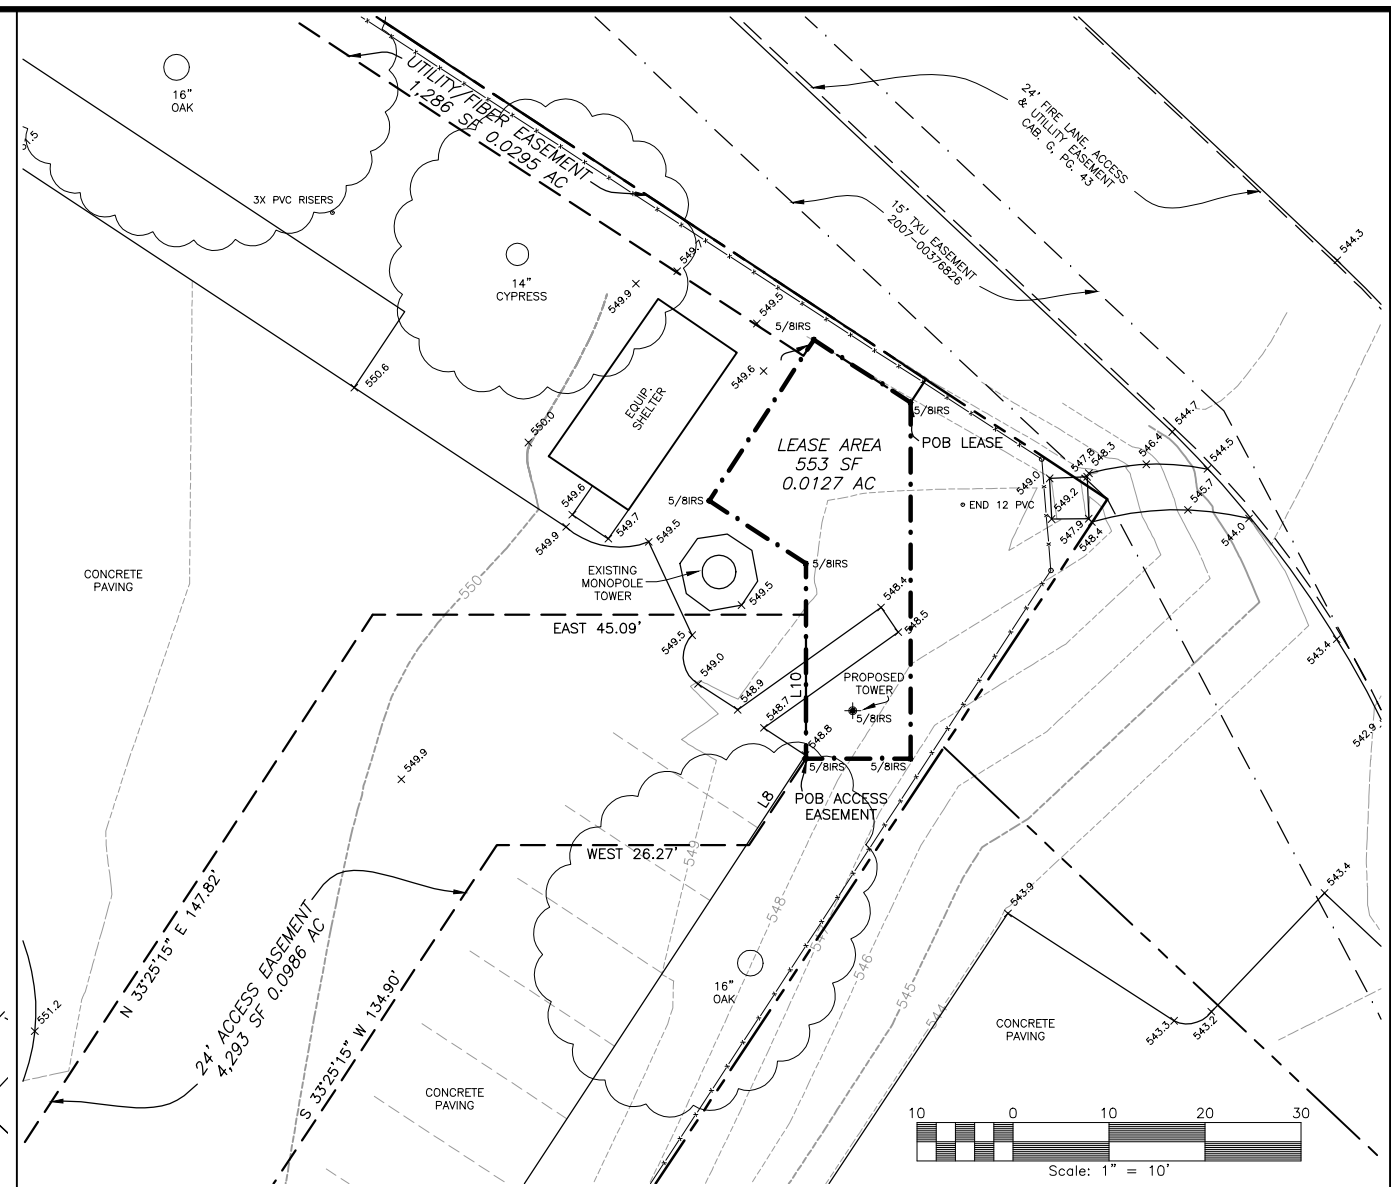 16"
OAK
3X PVC RISERS
UTILITY/FIBER EASEMENT
1,286 SF 0.0295 AC
14"
CYPRESS
24' FIRE LANE, ACCESS
& UTILLITY EASEMENT
CAB. G, PG. 43
15' TXU EASEMENT
2007-00376826
544.3
549.7
549.9
549.5
5/8IRS
549.6
550.6
550.0
EQUIP.
SHELTER
5/8IRS
POB LEASE
LEASE AREA
553 SF
0.0127 AC
544.7
546.4
544.5
547.8
548.3
549.0
549.2
545.7
544.0
547.9
548.4
END 12 PVC
5/8IRS
549.6
549.7
549.9
549.5
EXISTING
MONOPOLE
TOWER
5/8IRS
549.5
CONCRETE
PAVING
550
EAST 45.09'
548.4
548.5
549.5
549.0
548.9
548.7
548.8
L10
PROPOSED
TOWER
5/8IRS
543.4
542.9
549.9
5/8IRS
5/8IRS
POB ACCESS
EASEMENT
L8
WEST 26.27'
549
548
547
546
545
544
543.9
543.4
543.3
543.2
N 33°25'15" E 147.82'
24' ACCESS EASEMENT
4,293 SF 0.0986 AC
S 33°25'15" W 134.90'
551.2
16"
OAK
CONCRETE
PAVING
CONCRETE
PAVING
10 0 10 20 30
Scale: 1" = 10'